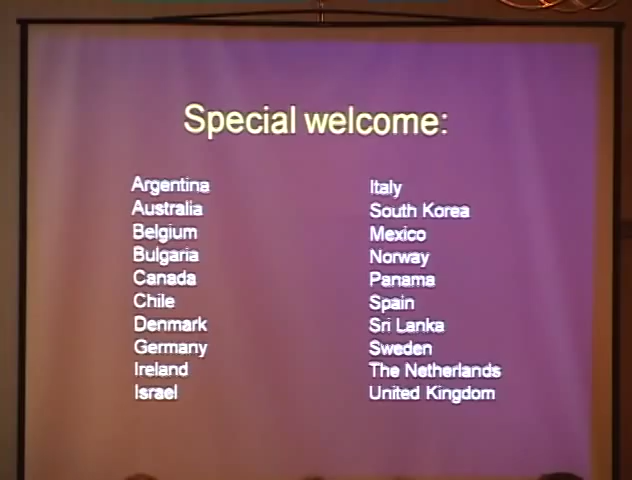 Special welcome:
Argentina
Australia
Belgium
Bulgaria
Canada
Chile
Denmark
Germany
Ireland
Israel
Italy
South Korea
Mexico
Norway
Panama
Spain
Sri Lanka
Sweden
The Netherlands
United Kingdom